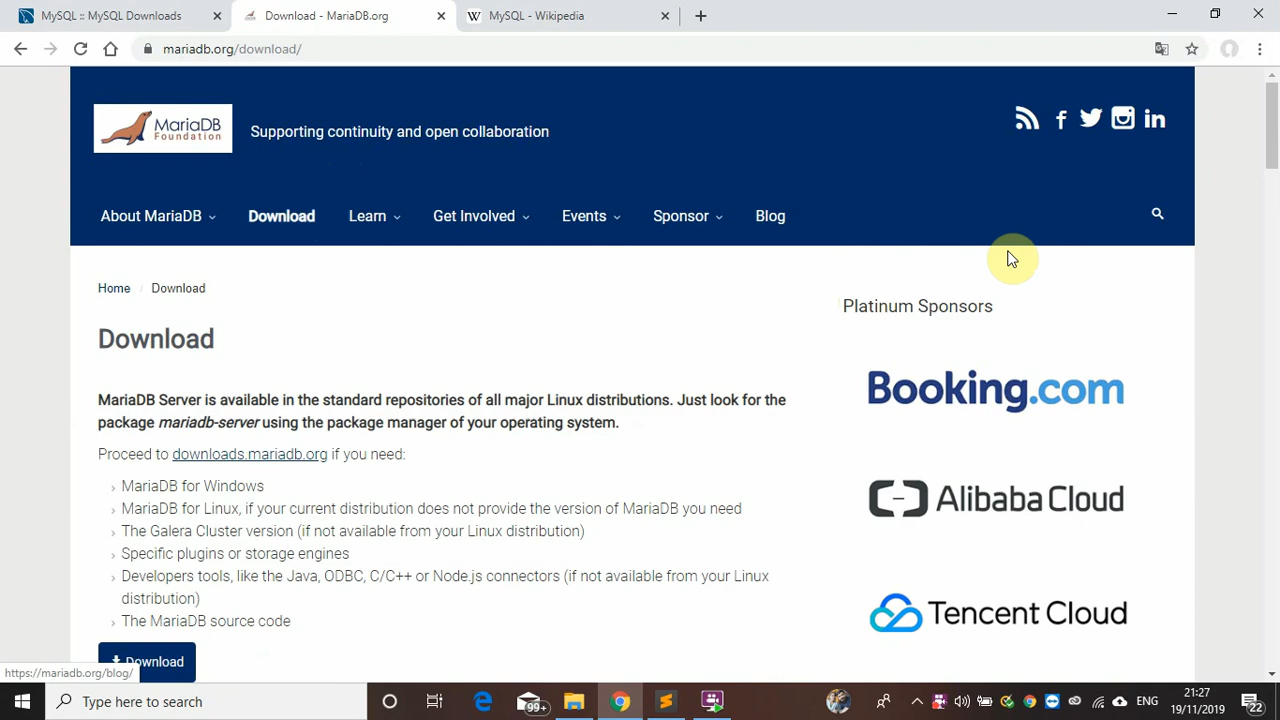 MySQL :: MySQL Downloads
Download - MariaDB.org
MySQL - Wikipedia
mariadb.org/download/
MariaDB
Foundation
Supporting continuity and open collaboration
About MariaDB
Download
Learn
Get Involved
Events
Sponsor
Blog
Home / Download
Download
MariaDB Server is available in the standard repositories of all major Linux distributions. Just look for the
package mariadb-server using the package manager of your operating system.
Proceed to downloads.mariadb.org if you need:
MariaDB for Windows
MariaDB for Linux, if your current distribution does not provide the version of MariaDB you need
The Galera Cluster version (if not available from your Linux distribution)
Specific plugins or storage engines
Developers tools, like the Java, ODBC, C/C++ or Node.js connectors (if not available from your Linux
distribution)
The MariaDB source code
Download
Platinum Sponsors
Booking.com
Alibaba Cloud
Tencent Cloud
https://mariadb.org/blog/
Type here to search
99+
ENG
21:27
19/11/2019
22